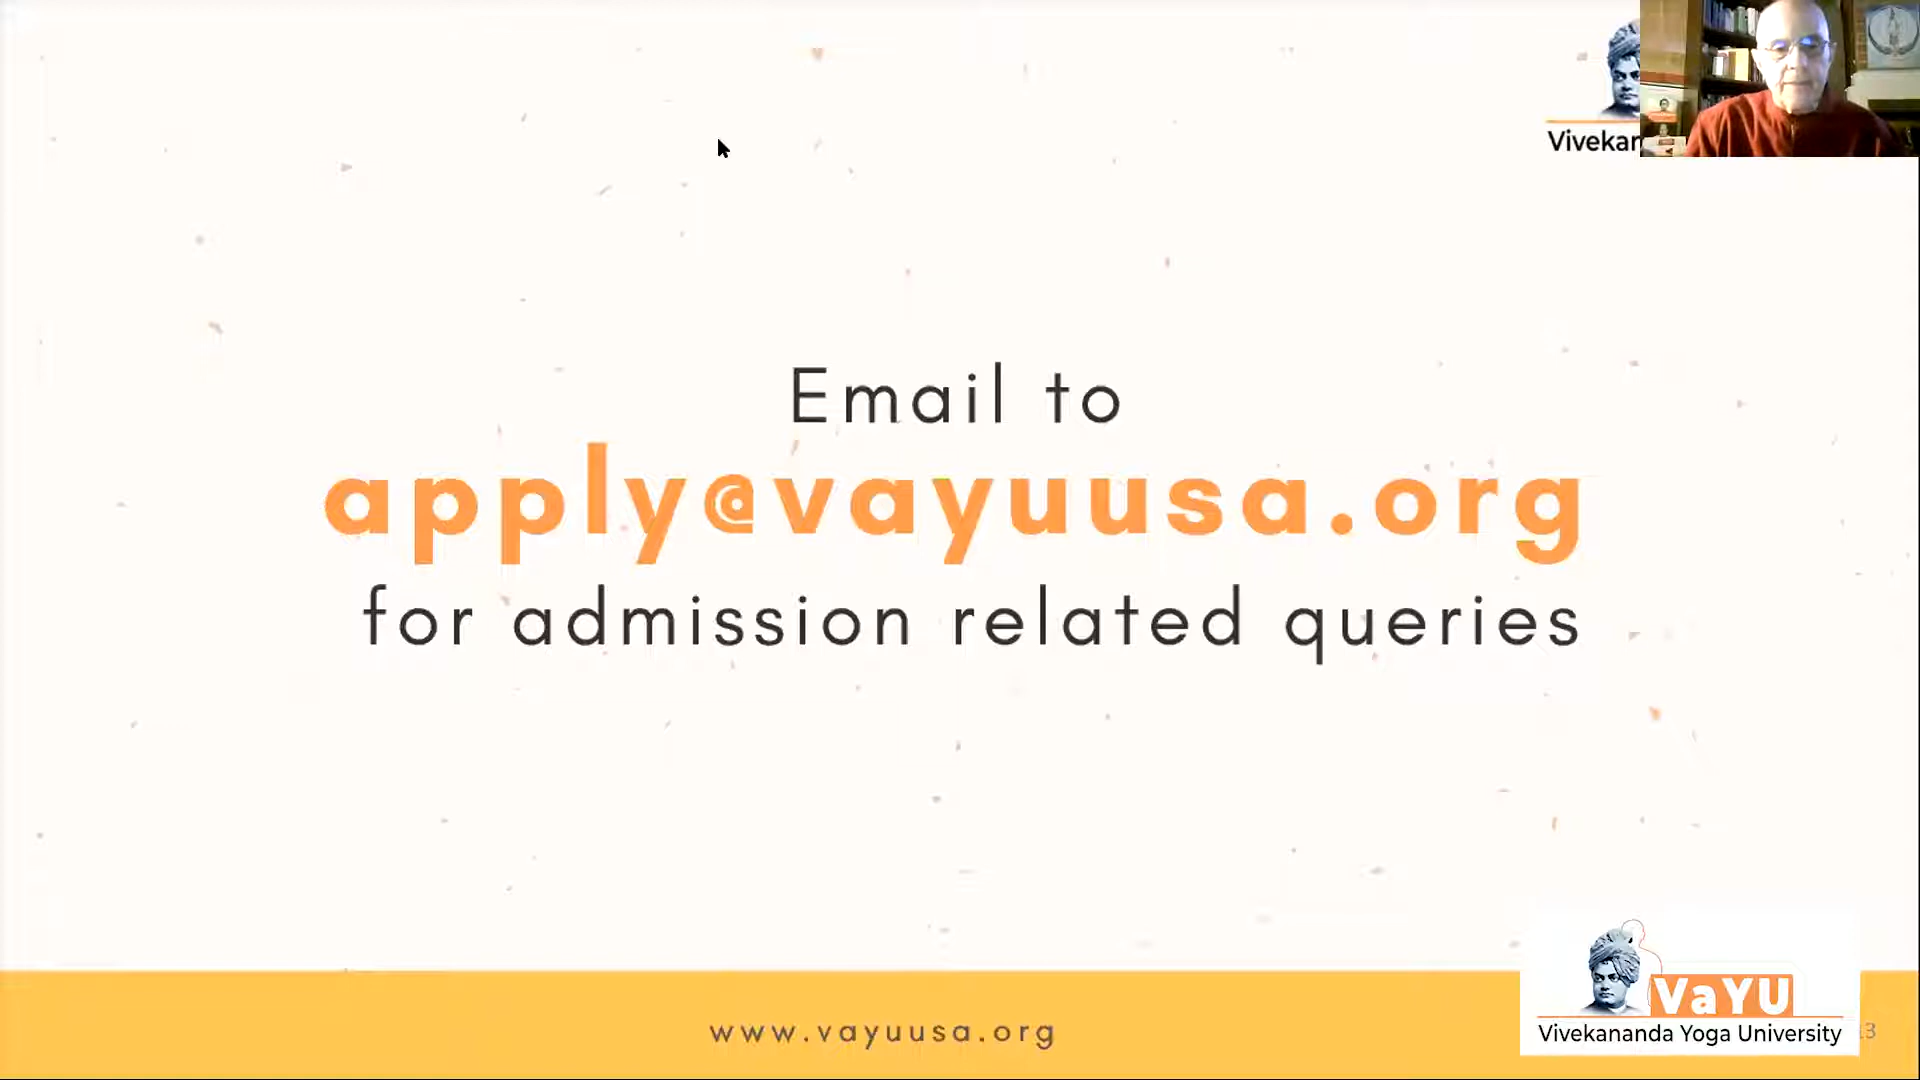 Vivekan
Email to
apply@vayuusa.org
for admission related queries
www.vayuusa.org
VaYU
Vivekananda Yoga University